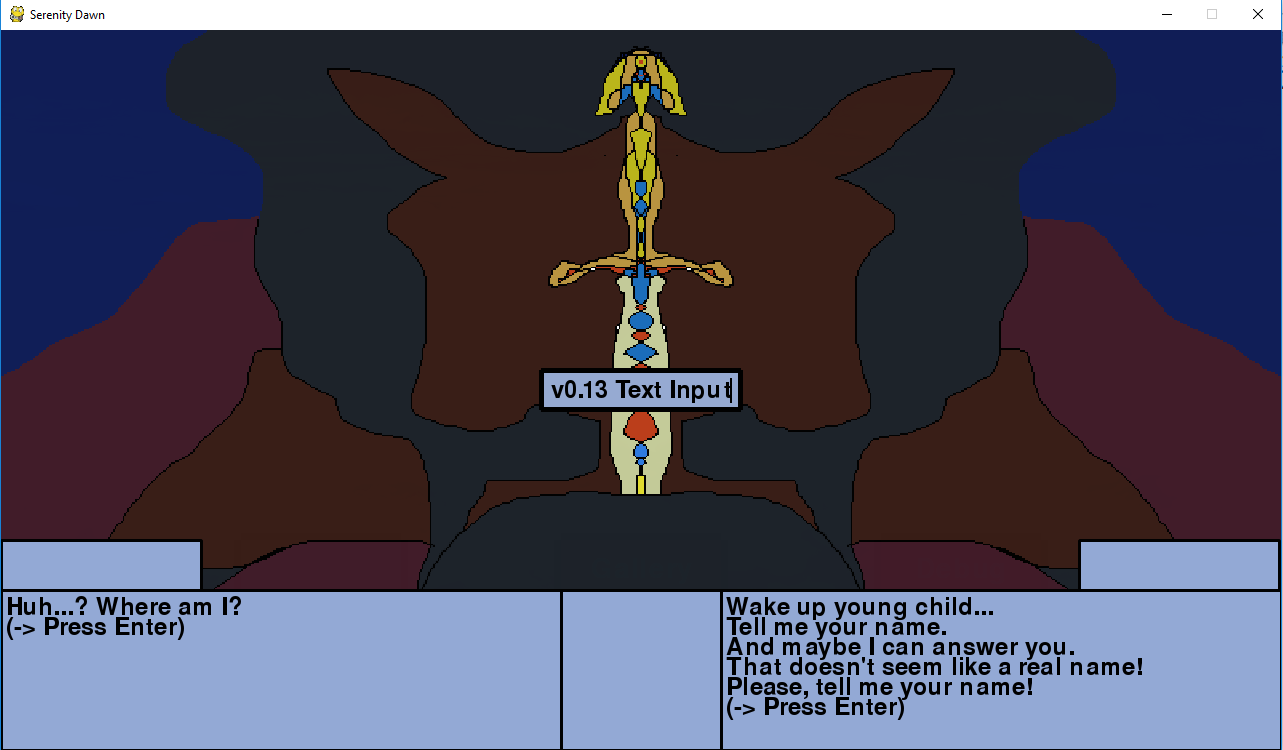 Serenity Dawn
v0.13 Text Input
Huh...? Where am I?
(-> Press Enter)
Wake up young child...
Tell me your name.
And maybe I can answer you.
That doesn't seem like a real name!
Please, tell me your name!
(-> Press Enter)